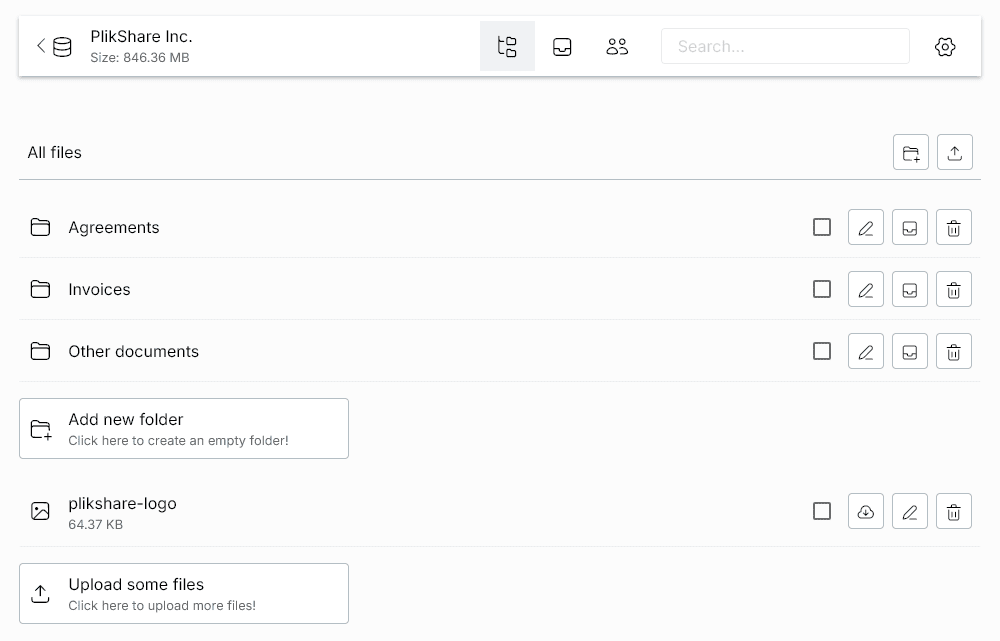 PlikShare Inc.
Size: 846.36 MB
Search...
All files
Agreements
Invoices
Other documents
Add new folder
Click here to create an empty folder!
plikshare-logo
64.37 KB
Upload some files
Click here to upload more files!